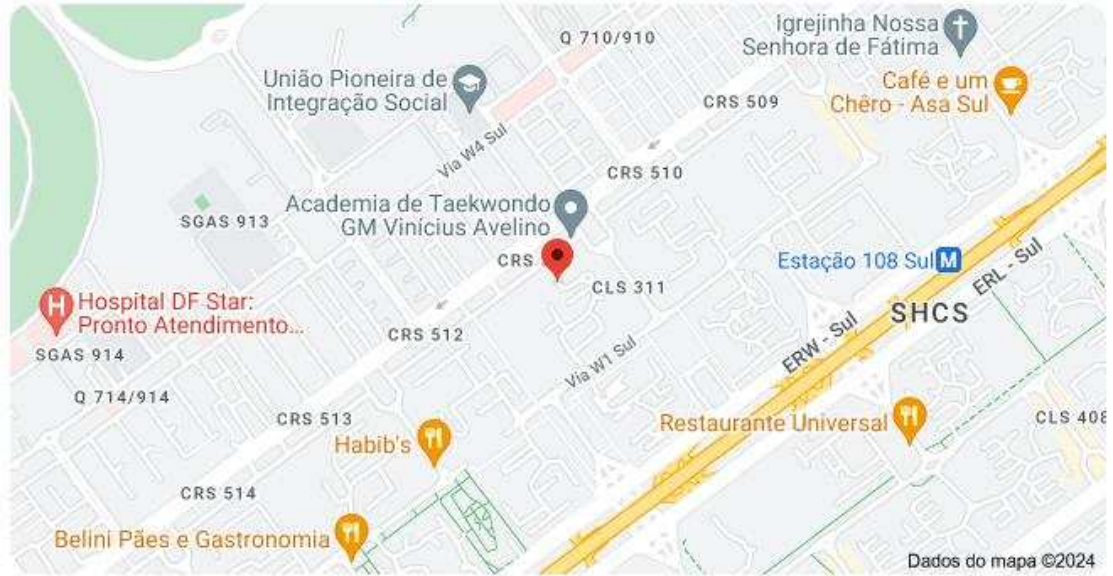 Igrejinha Nossa
Senhora de Fátima
Q 710/910
União Pioneira de
Integração Social
Café e um
Chêro - Asa Sul
CRS 509
Via W4 Sul
CRS 510
Academia de Taekwondo
GM Vinícius Avelino
SGAS 913
CRS
Estação 108 Sul M
ERL - Sul
CLS 311
H Hospital DF Star:
Pronto Atendimento...
SHCS
CRS 512
SGAS 914
ERW - Sul
Via W1 Sul
Q 714/914
CRS 513
Restaurante Universal
CLS 408
Habib's
CRS 514
Belini Pães e Gastronomia
Dados do mapa ©2024